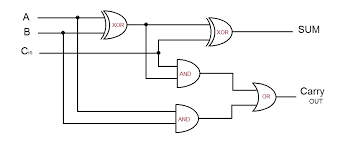 A
B
Cin
XOR
XOR
SUM
AND
AND
OR
Carry
OUT